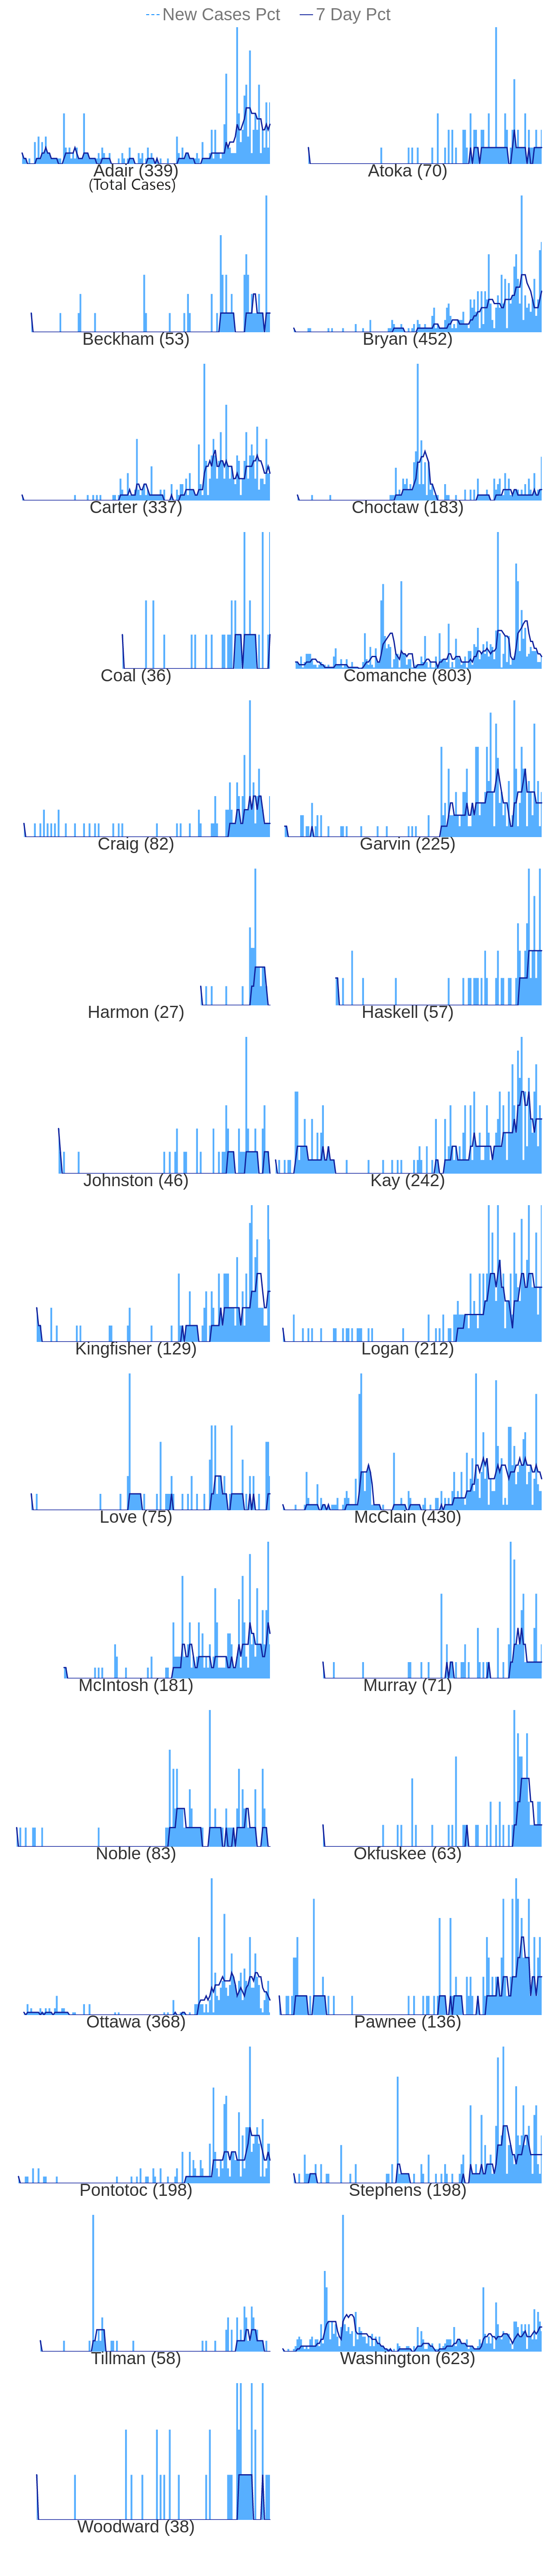 New Cases Pct 7 Day Pct
Adair (339) Atoka (70)
(Total Cases)
Beckham (53) Bryan (452)
Carter (337) Choctaw (183)
Coal (36) Comanche (803)
Craig (82) Garvin (225)
Harmon (27) Haskell (57)
Johnston (46) Kay (242)
Kingfisher (129) Logan (212)
Love (75) McClain (430)
McIntosh (181) Murray (71)
Noble (83) Okfuskee (63)
Ottawa (368) Pawnee (136)
Pontotoc (198) Stephens (198)
Tillman (58) Washington (623)
Woodward (38)